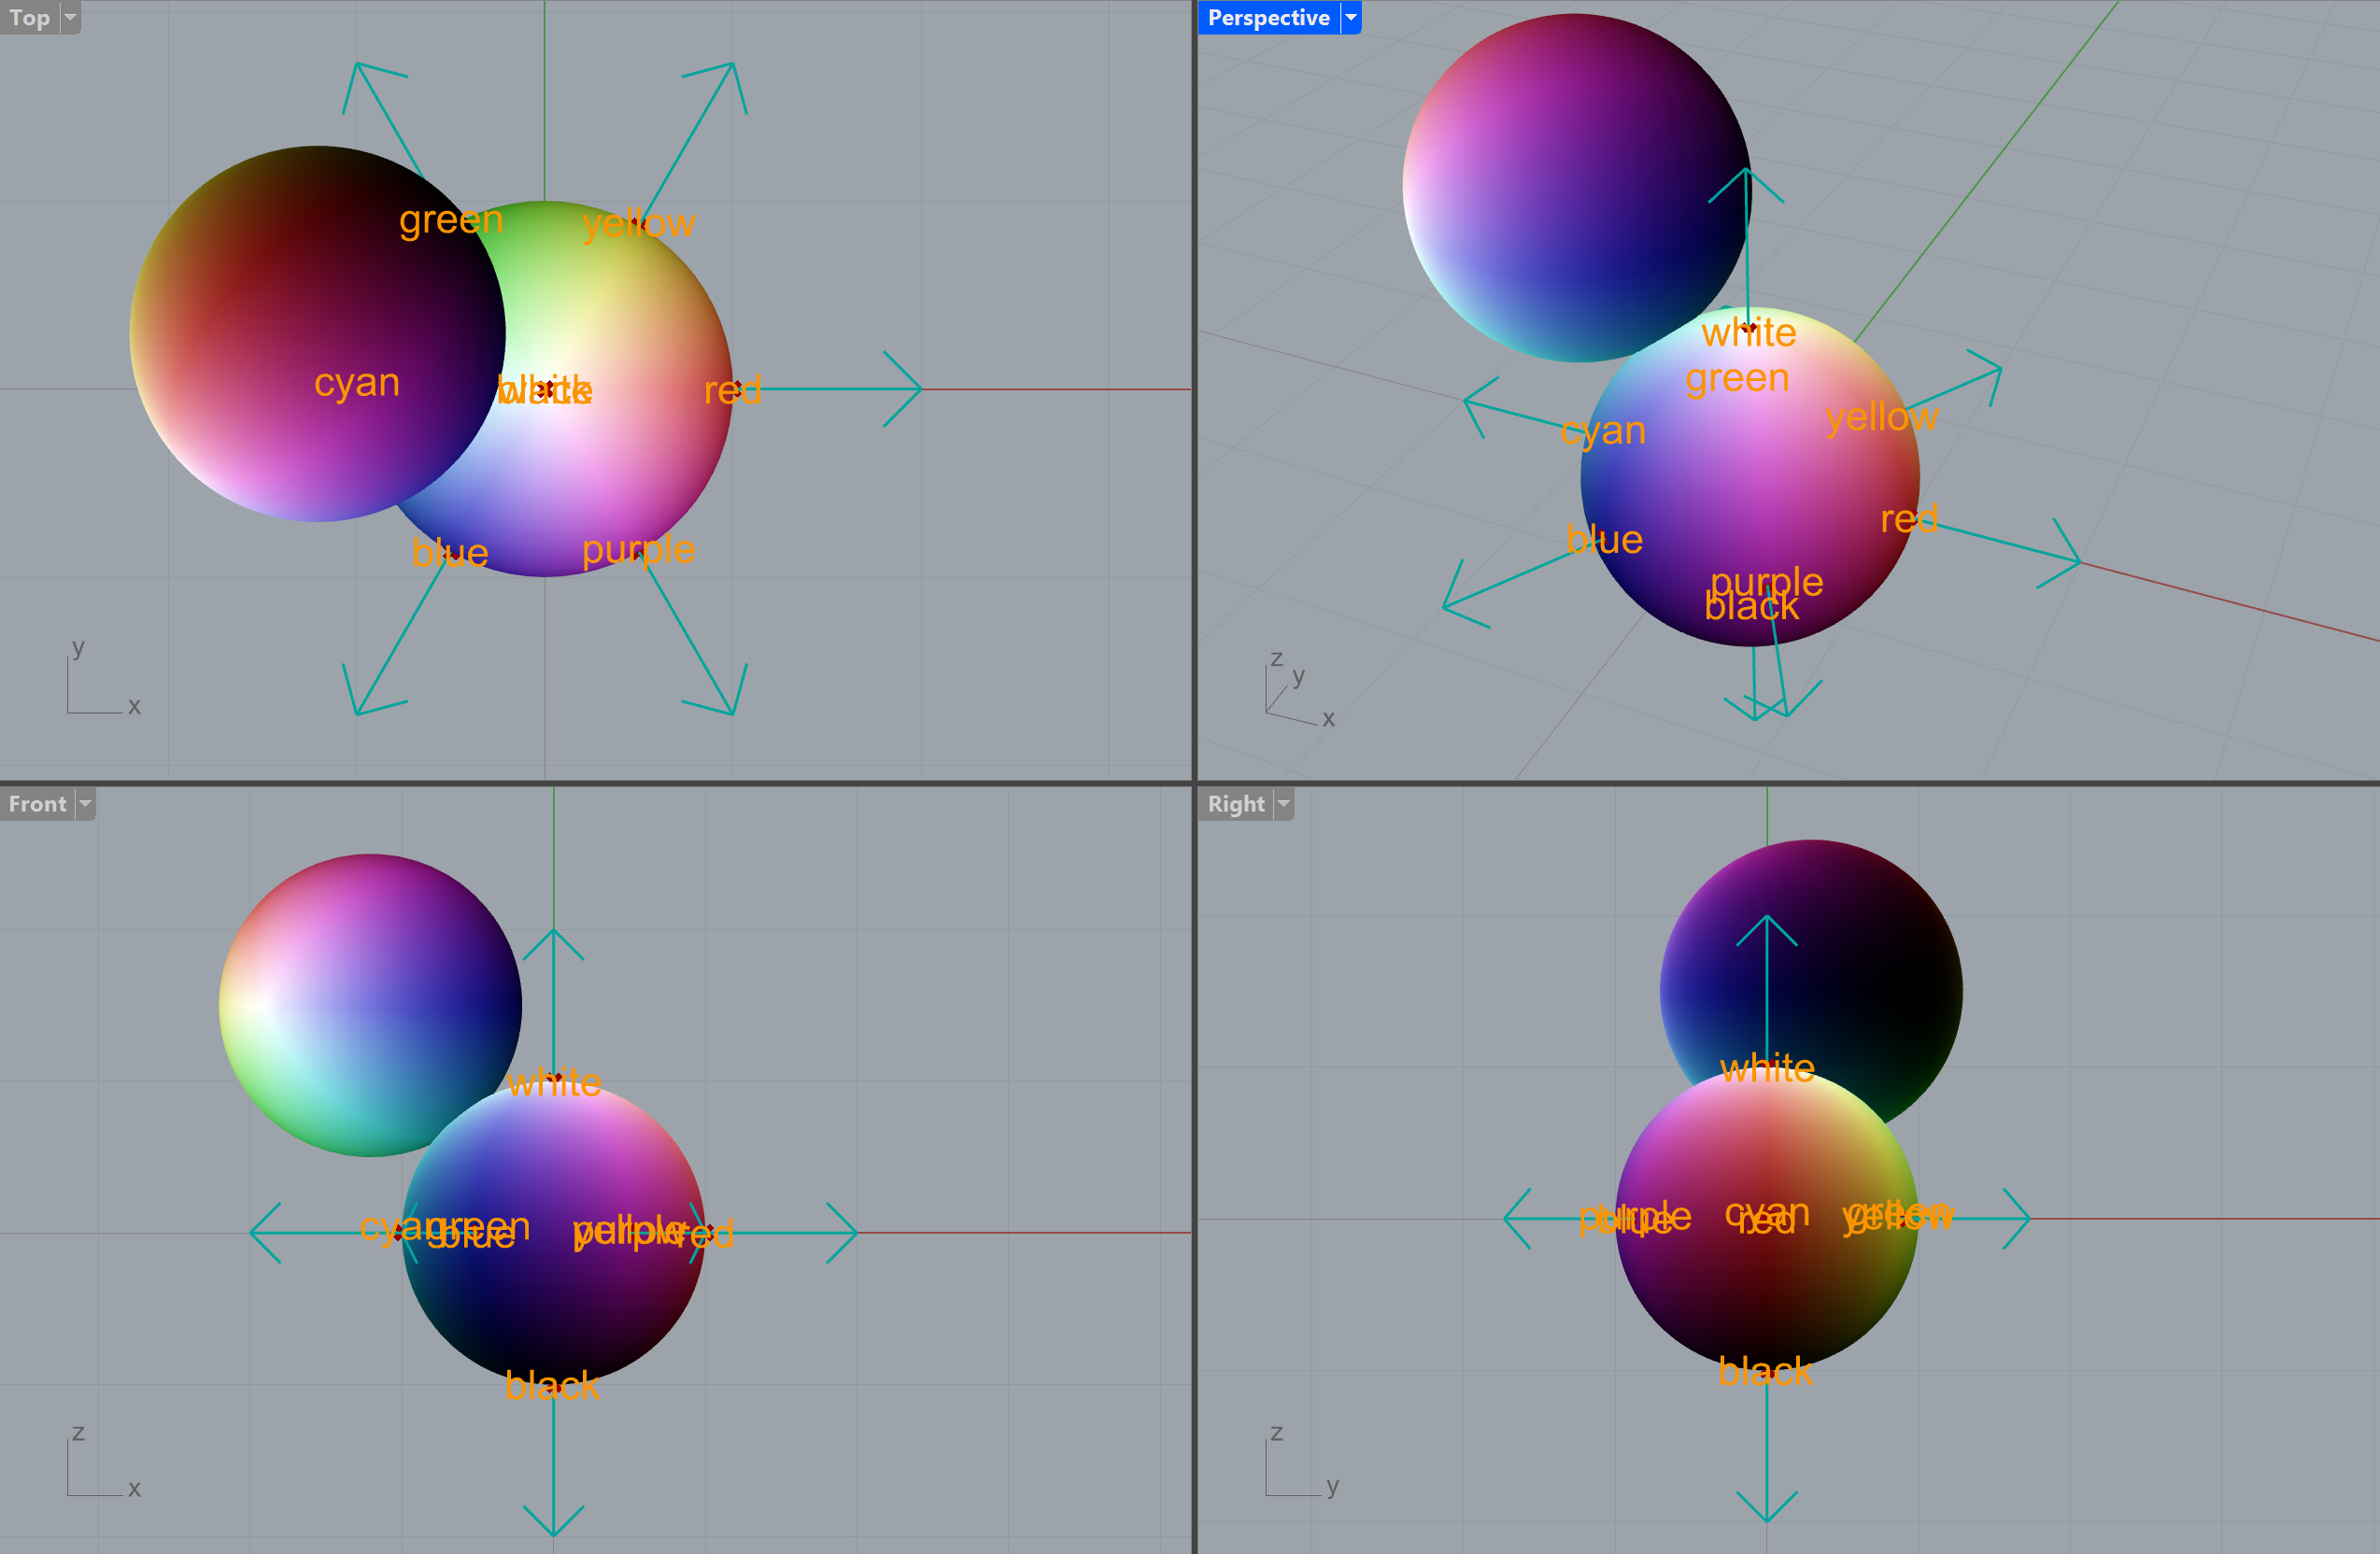 Top
green
yellow
cyan
black
white
red
blue
purple
y
x
Perspective
white
green
cyan
yellow
blue
red
purple
black
z
y
x
Front
white
cyan
green
blue
purple
yellow
red
black
z
x
Right
white
purple
blue
cyan
red
green
yellow
black
z
y